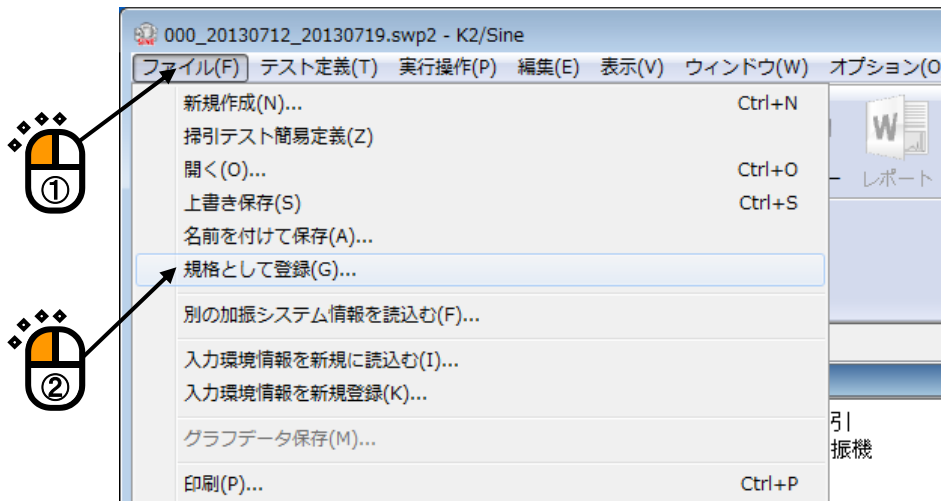 000_20130712_20130719.swp2 - K2/Sine
ファイル(F) テスト定義(T) 実行操作(P) 編集(E) 表示(V) ウィンドウ(W) オプション(O
新規作成(N)... Ctrl+N
掃引テスト簡易定義(Z)
開く(O)... Ctrl+O
上書き保存(S) Ctrl+S
名前を付けて保存(A)...
規格として登録(G)...
別の加振システム情報を読込む(F)...
入力環境情報を新規に読込む(I)...
入力環境情報を新規登録(K)...
グラフデータ保存(M)...
印刷(P)... Ctrl+P
①
②
W
ー レポート
引
振機